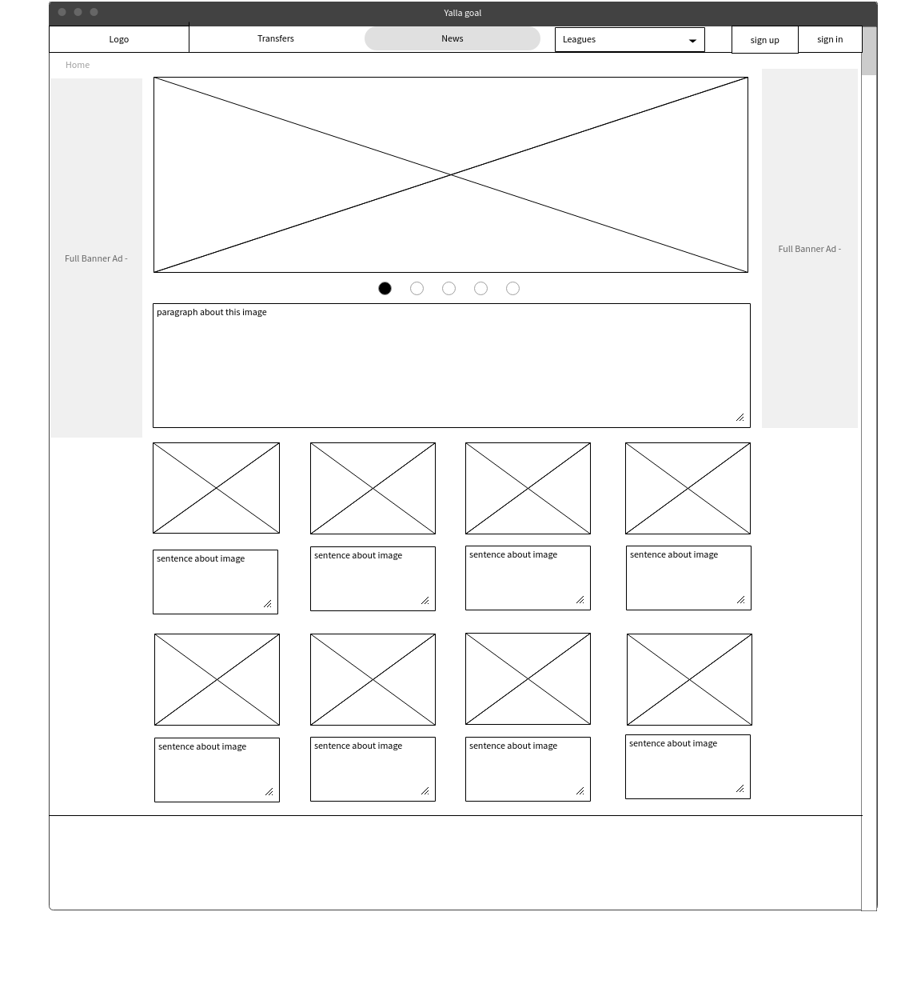 Yalla goal
Logo
Transfers
News
Leagues
sign up
sign in
Home
Full Banner Ad -
Full Banner Ad -
paragraph about this image
sentence about image
sentence about image
sentence about image
sentence about image
sentence about image
sentence about image
sentence about image
sentence about image